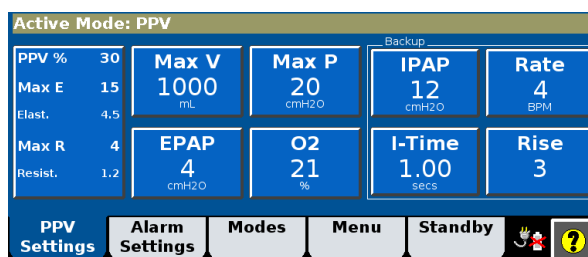 Active Mode: PPV
PPV % 30
Max E 15
Elast. 4.5
Max R 4
Resist. 1.2
Max V
1000
mL
Max P
20
cmH2O
EPAP
4
cmH2O
O2
21
%
Backup
IPAP
12
cmH2O
Rate
4
BPM
I-Time
1.00
secs
Rise
3
PPV
Settings
Alarm
Settings
Modes
Menu
Standby
?